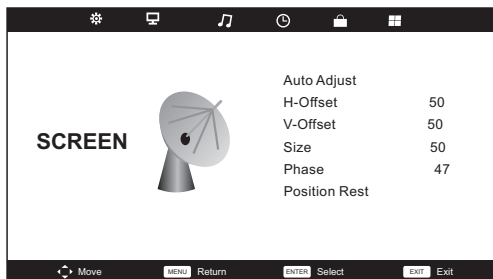 SCREEN
Auto Adjust
H-Offset 50
V-Offset 50
Size 50
Phase 47
Position Rest
Move MENU Return ENTER Select EXIT Exit